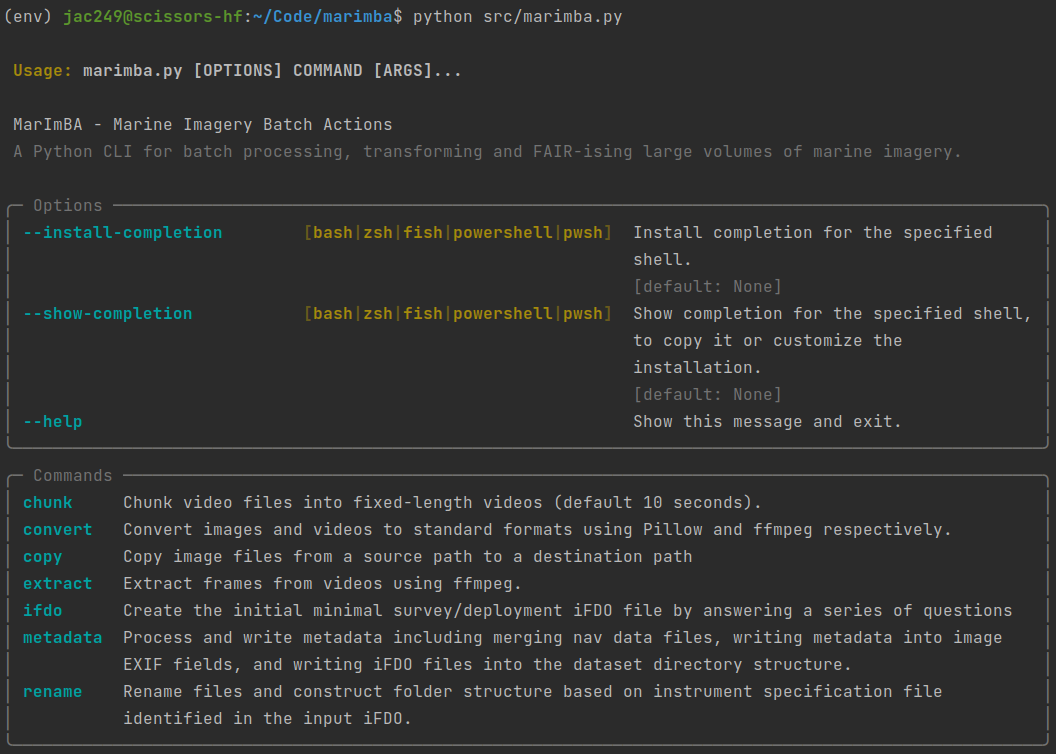 (env) jac249@scissors-hf:~/Code/marimba$ python src/marimba.py
Usage: marimba.py [OPTIONS] COMMAND [ARGS]...
MarImBA - Marine Imagery Batch Actions
A Python CLI for batch processing, transforming and FAIR-ising large volumes of marine imagery.
Options
--install-completion [bash|zsh|fish|powershell|pwsh] Install completion for the specified
shell.
[default: None]
--show-completion [bash|zsh|fish|powershell|pwsh] Show completion for the specified shell,
to copy it or customize the
installation.
[default: None]
--help Show this message and exit.
Commands
chunk Chunk video files into fixed-length videos (default 10 seconds).
convert Convert images and videos to standard formats using Pillow and ffmpeg respectively.
copy Copy image files from a source path to a destination path
extract Extract frames from videos using ffmpeg.
ifdo Create the initial minimal survey/deployment iFDO file by answering a series of questions
metadata Process and write metadata including merging nav data files, writing metadata into image
EXIF fields, and writing iFDO files into the dataset directory structure.
rename Rename files and construct folder structure based on instrument specification file
identified in the input iFDO.